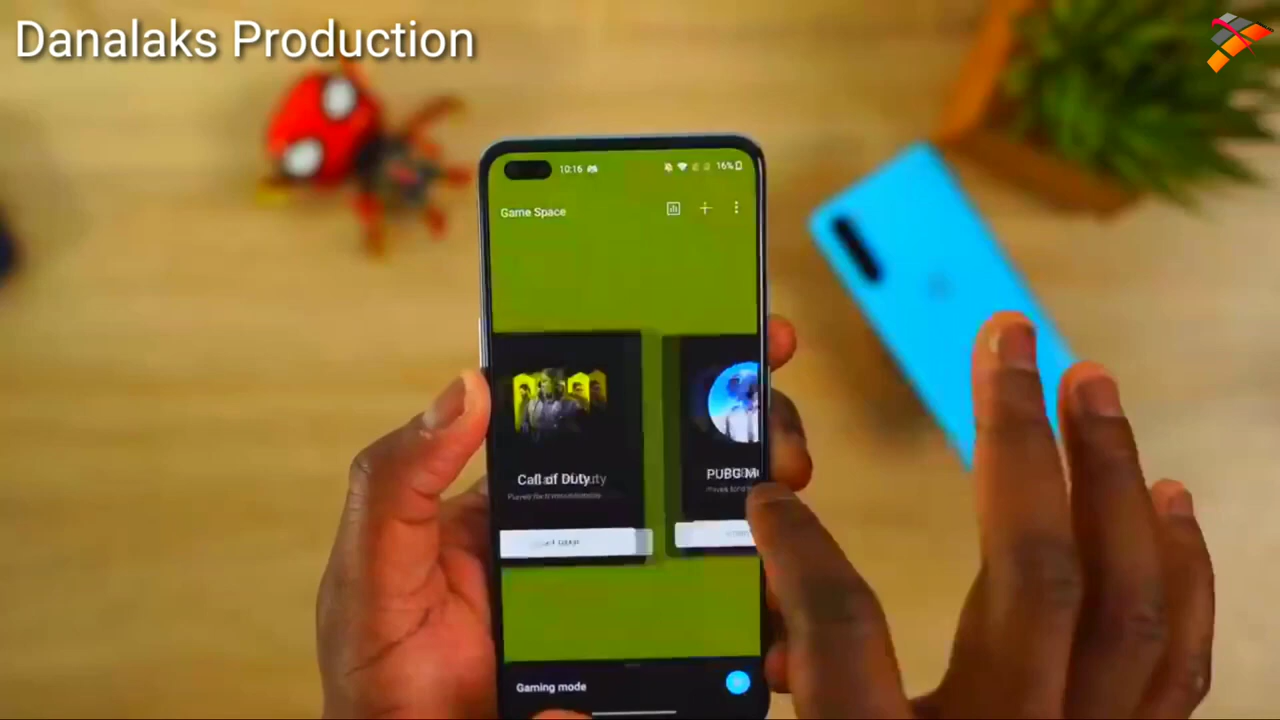 Danalaks Production
10:16
16%
Game Space
Call of Duty
PUBG M
Gaming mode